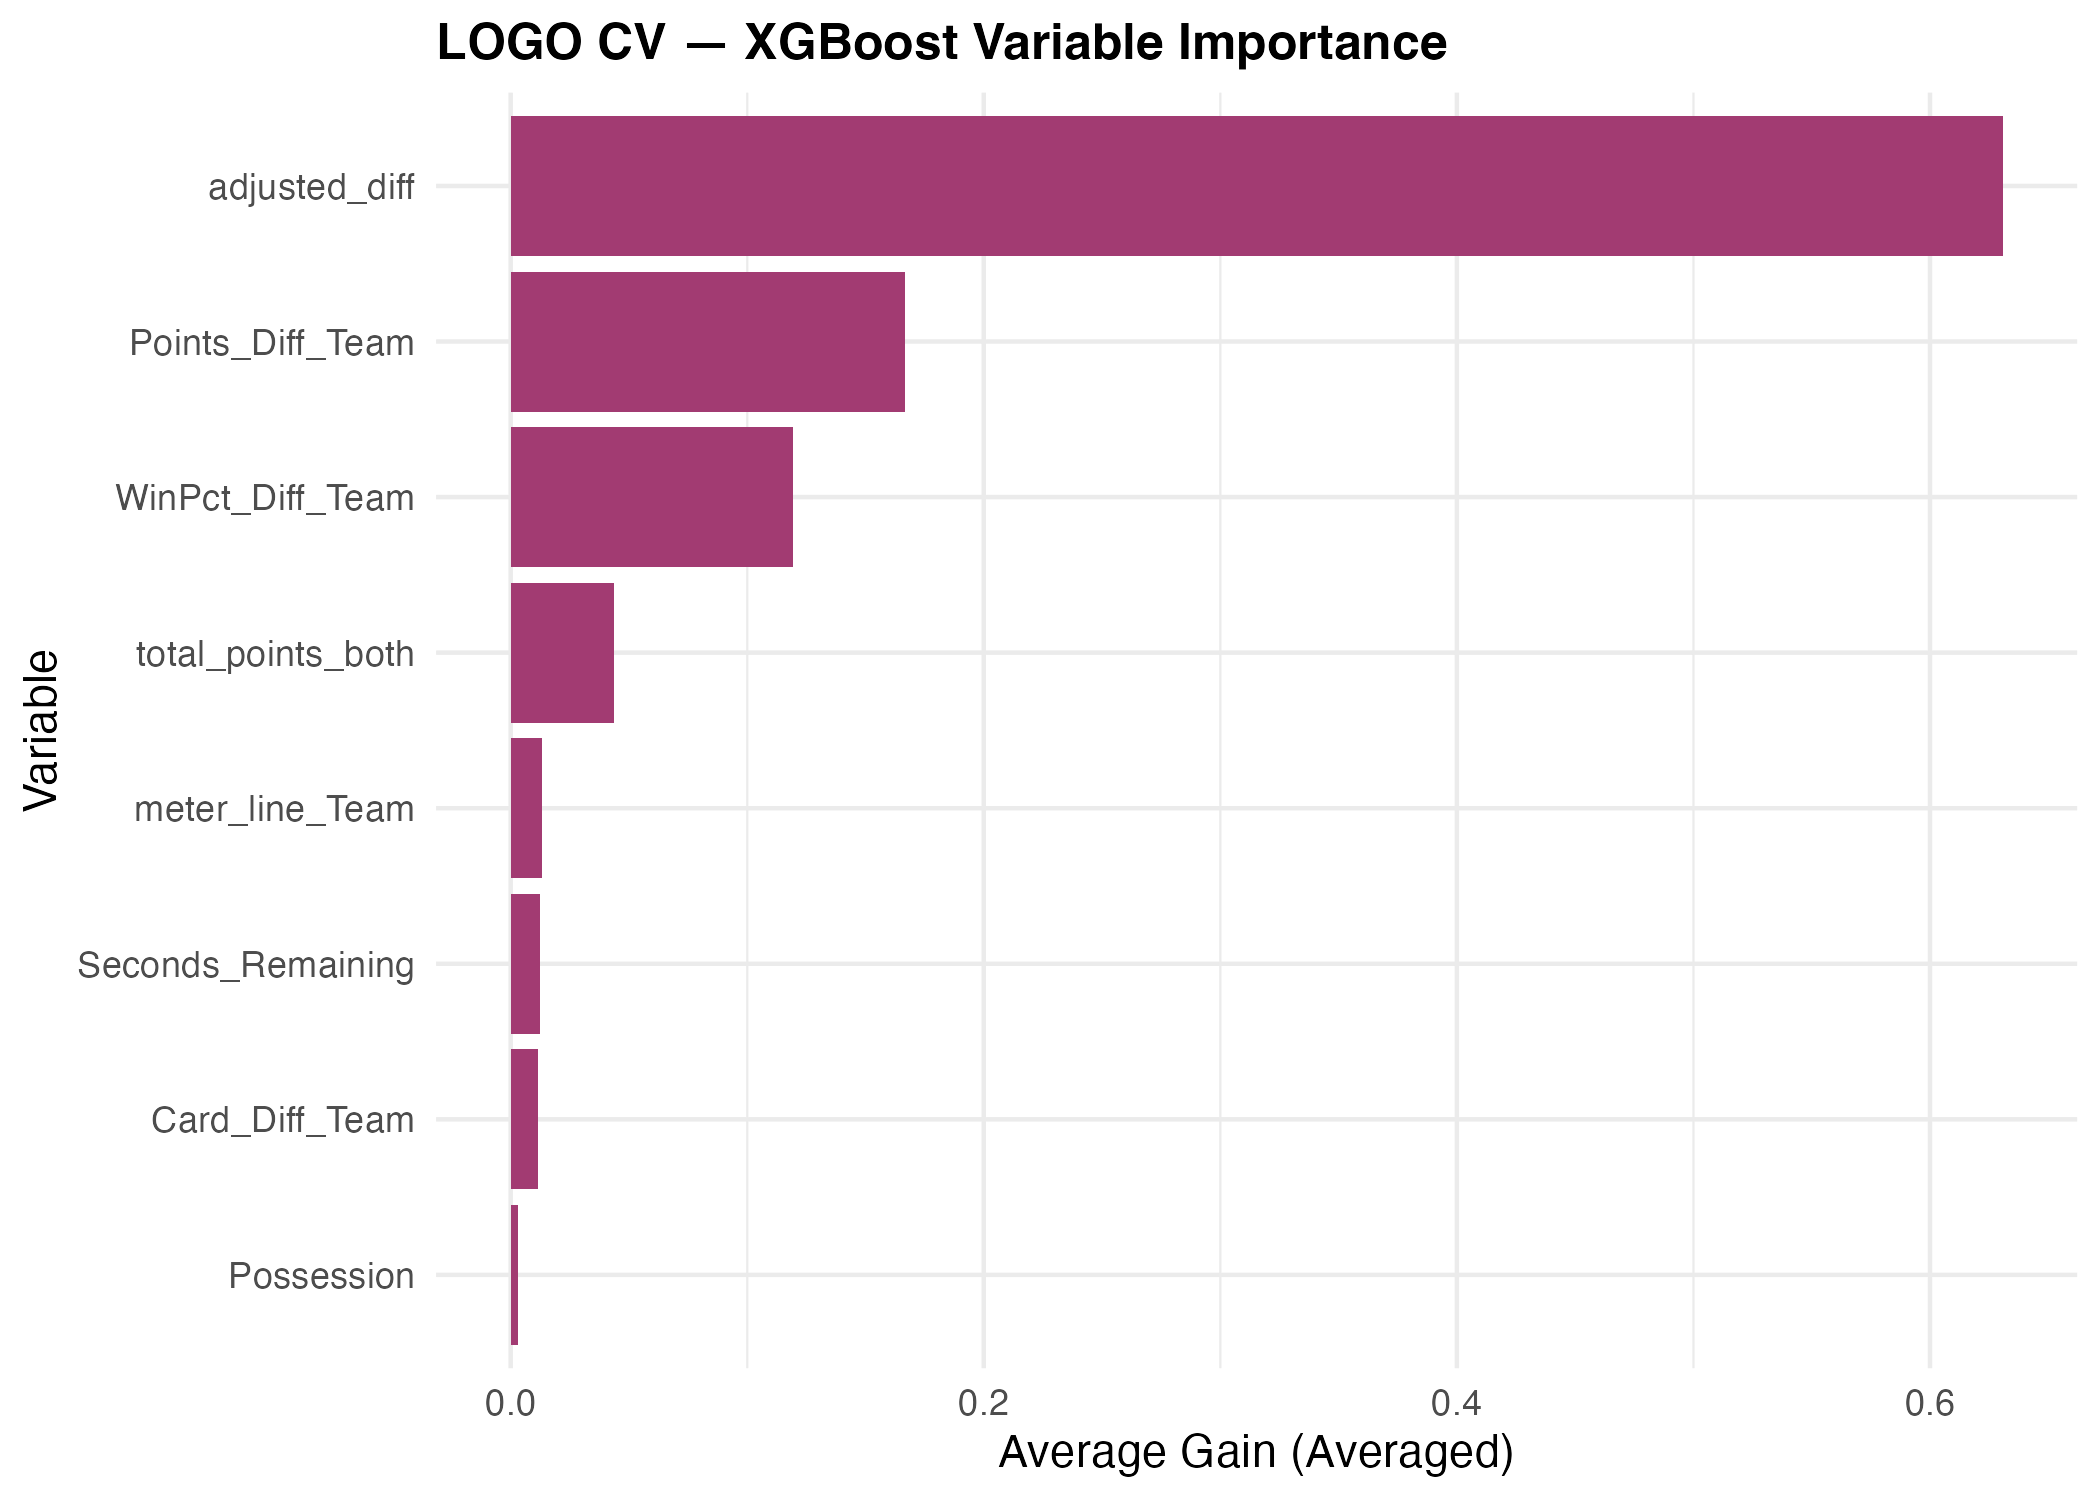 LOGO CV — XGBoost Variable Importance
adjusted_diff
Points_Diff_Team
WinPct_Diff_Team
total_points_both
meter_line_Team
Seconds_Remaining
Card_Diff_Team
Possession
Variable
0.0 0.2 0.4 0.6
Average Gain (Averaged)